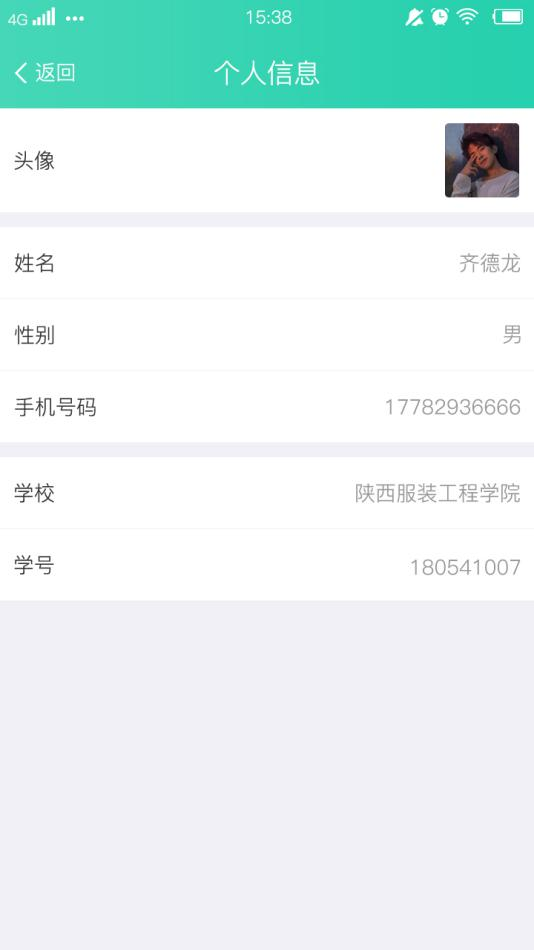 4G 15:38
返回 个人信息
头像
姓名 齐德龙
性别 男
手机号码 17782936666
学校 陕西服装工程学院
学号 180541007